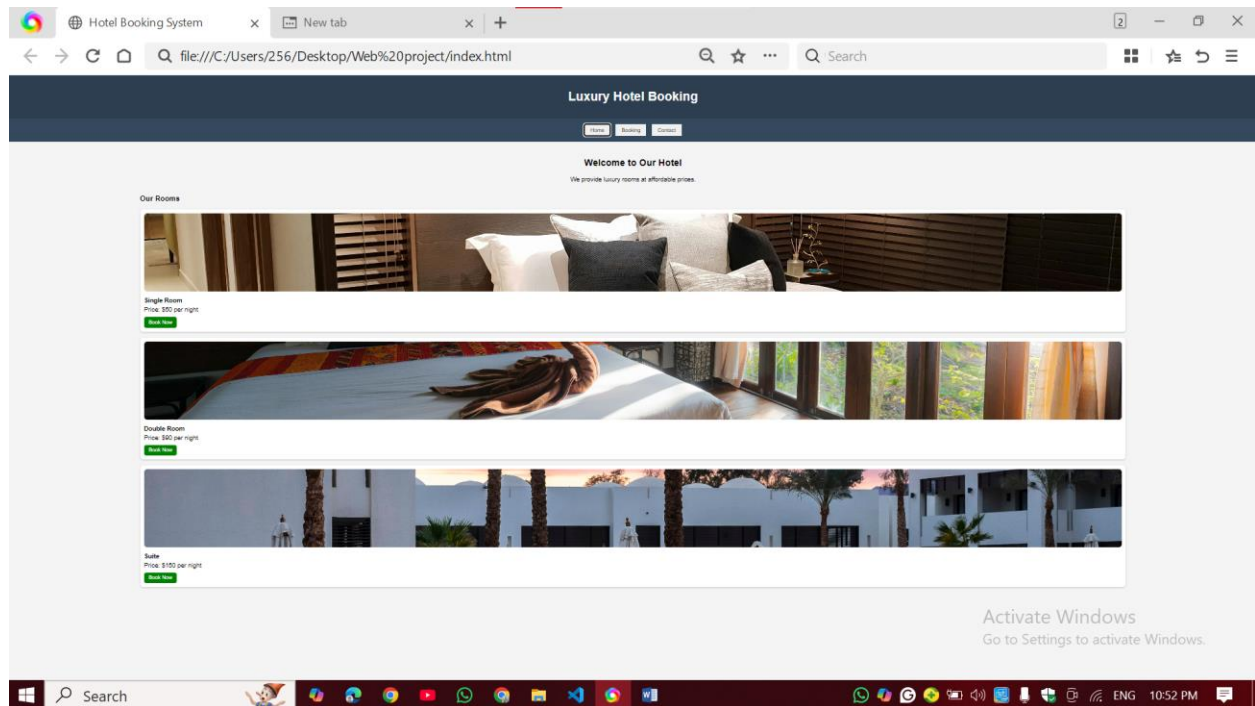 Hotel Booking System
New tab
2
file:///C:/Users/256/Desktop/Web%20project/index.html
Search
Luxury Hotel Booking
Home Booking Contact
Welcome to Our Hotel
We provide luxury rooms at affordable prices.
Our Rooms
Single Room
Price: $50 per night
Book Now
Double Room
Price: $90 per night
Book Now
Suite
Price: $150 per night
Book Now
Activate Windows
Go to Settings to activate Windows.
Search
ENG 10:52 PM